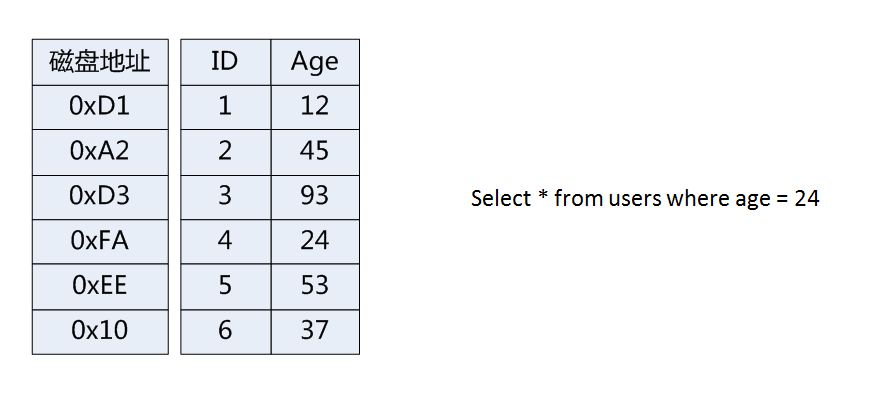 磁盘地址 ID Age
0xD1 1 12
0xA2 2 45
0xD3 3 93
0xFA 4 24
0xEE 5 53
0x10 6 37
Select * from users where age = 24